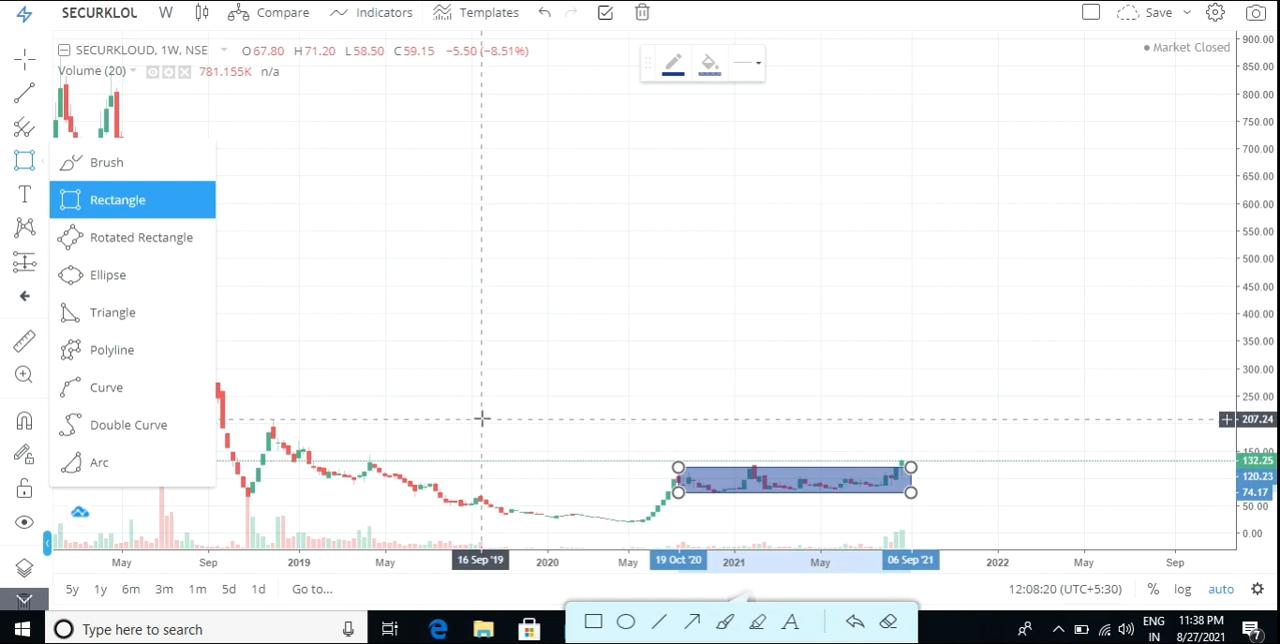 SECURKLOU W Compare Indicators Templates Save
SECURKLOUD, 1W, NSE O67.80 H71.20 L58.50 C59.15 -5.50 (-8.51%)
Market Closed
Volume (20) 781.155K n/a
Brush
Rectangle
Rotated Rectangle
Ellipse
Triangle
Polyline
Curve
Double Curve
Arc
900.00
850.00
800.00
750.00
700.00
650.00
600.00
550.00
500.00
450.00
400.00
350.00
300.00
250.00
207.24
132.25
120.23
74.17
50.00
0.00
May Sep 2019 16 Sep '19 2020 May 19 Oct '20 2021 May 06 Sep '21 2022 May Sep
5y 1y 6m 3m 1m 5d 1d Go to... 12:08:20 (UTC+5:30) % log auto
T
Type here to search
A
ENG
IN
11:38 PM
8/27/2021
7